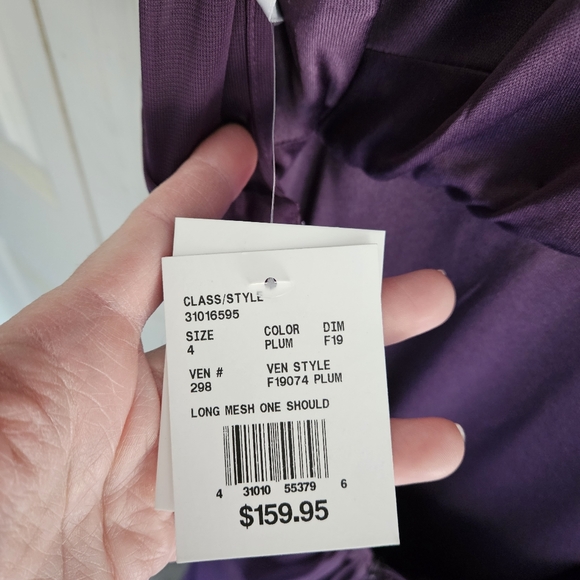 CLASS/STYLE
31016595
SIZE COLOR DIM
4 PLUM F19
VEN # VEN STYLE
298 F19074 PLUM
LONG MESH ONE SHOULD
4 31010 55379 6
$159.95